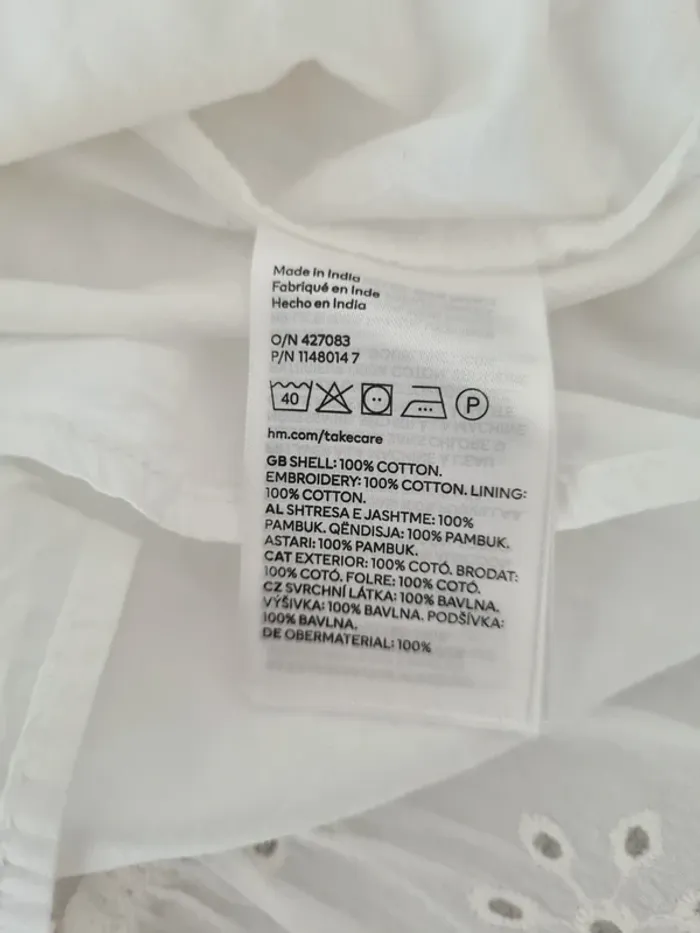 Made in India
Fabriqué en Inde
Hecho en India
O/N 427083
P/N 1148014 7
40
P
hm.com/takecare
GB SHELL: 100% COTTON.
EMBROIDERY: 100% COTTON. LINING:
100% COTTON.
AL SHTRESA E JASHTME: 100%
PAMBUK. QËNDISJA: 100% PAMBUK.
ASTARI: 100% PAMBUK.
CAT EXTERIOR: 100% COTÓ. BRODAT:
100% COTÓ. FOLRE: 100% COTÓ.
CZ SVRCHNÍ LÁTKA: 100% BAVLNA.
VÝŠIVKA: 100% BAVLNA. PODŠÍVKA:
100% BAVLNA.
DE OBERMATERIAL: 100%